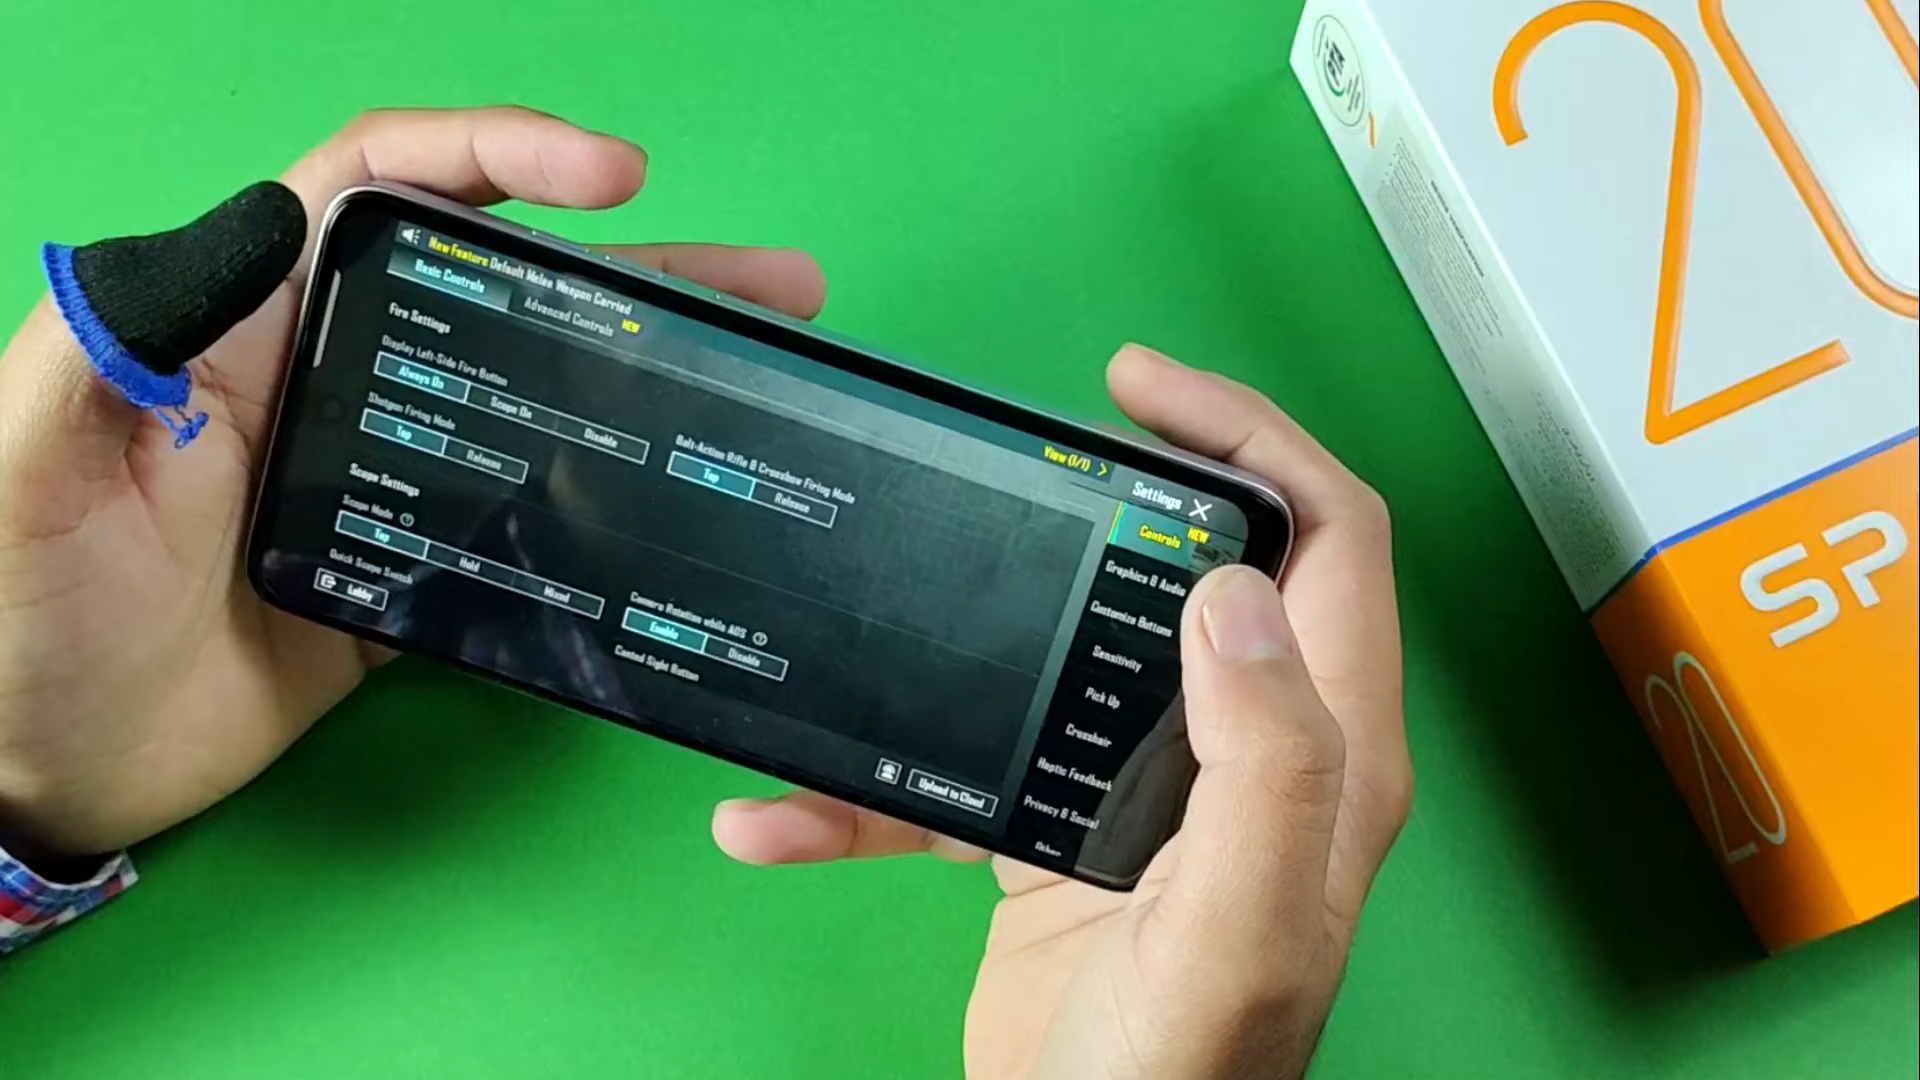 New Feature Default Melee Weapon Carried
View (1/1)
Basic Controls
Advanced Controls NEW
Fire Settings
Display Left-Side Fire Button
Always On
Scope On
Disable
Shotgun Firing Mode
Tap
Release
Bolt-Action Rifle & Crossbow Firing Mode
Tap
Release
Scope Settings
Scope Mode ?
Tap
Hold
Mixed
Camera Rotation while ADS ?
Enable
Disable
Quick Scope Switch
Canted Sight Button
Lobby
Upload to Cloud
Settings
Controls NEW
Graphics & Audio
Customize Buttons
Sensitivity
Pick Up
Crosshair
Haptic Feedback
Privacy & Social
Other
20
SP
20